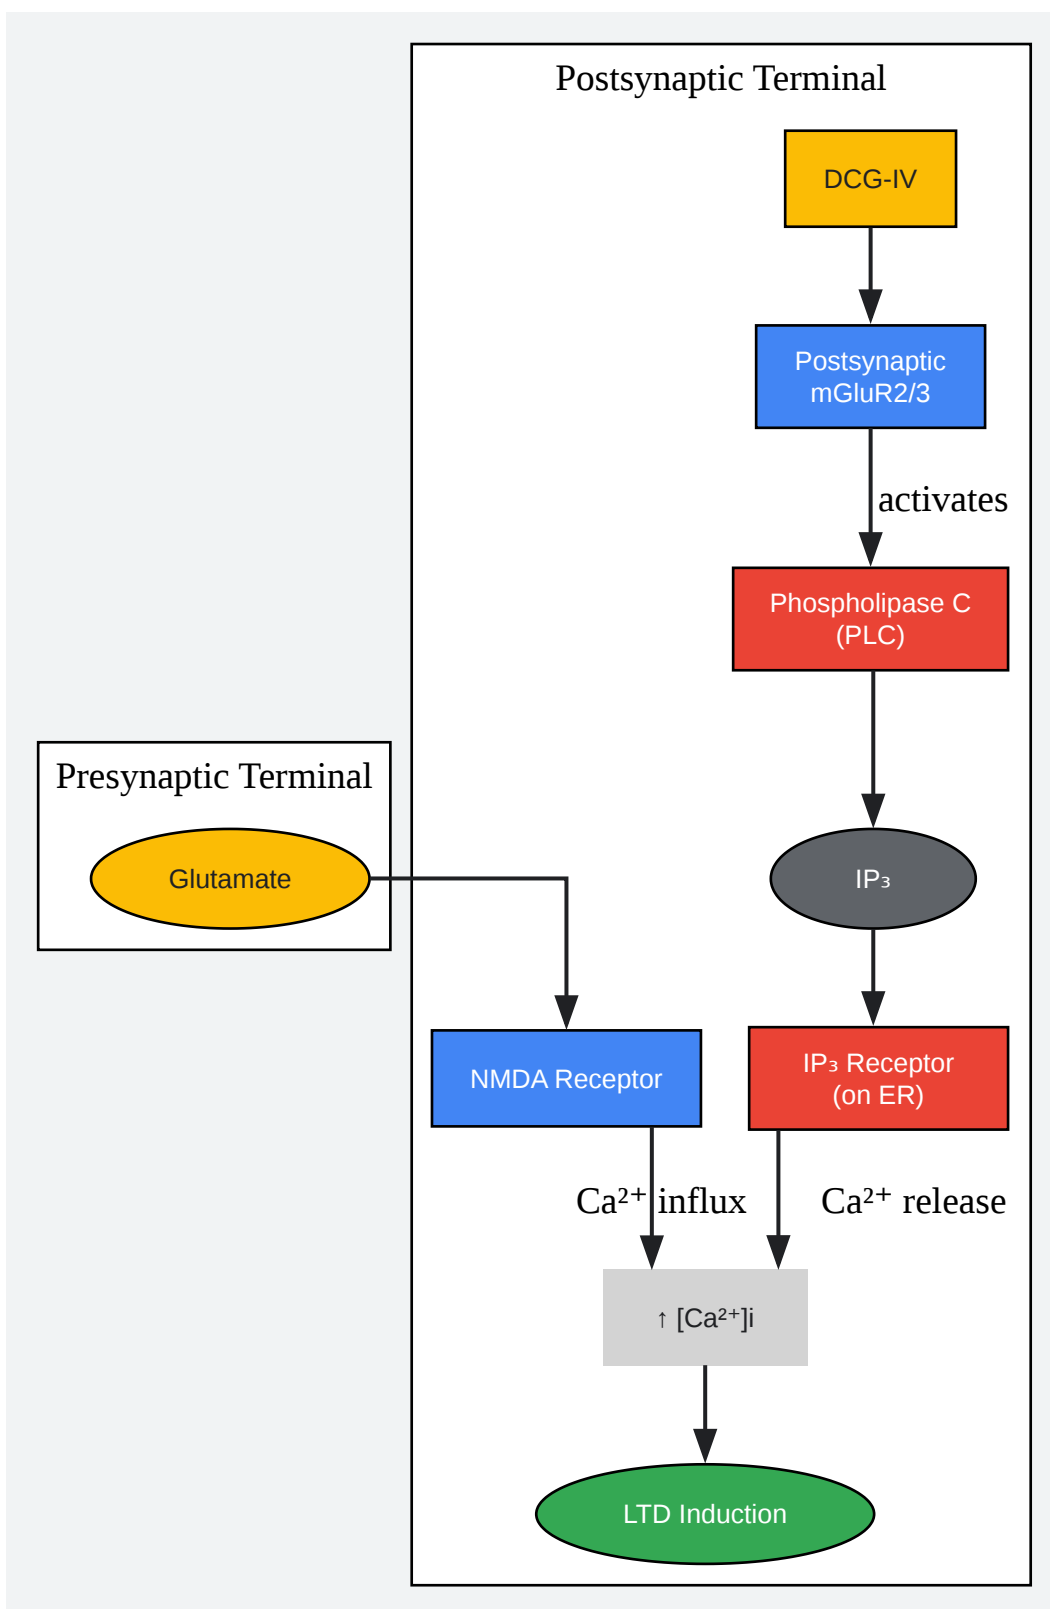 Postsynaptic Terminal
DCG-IV
Postsynaptic
mGluR2/3
activates
Phospholipase C
(PLC)
Presynaptic Terminal
Glutamate
IP₃
NMDA Receptor
IP₃ Receptor
(on ER)
Ca²⁺ influx
Ca²⁺ release
↑ [Ca²⁺]i
LTD Induction